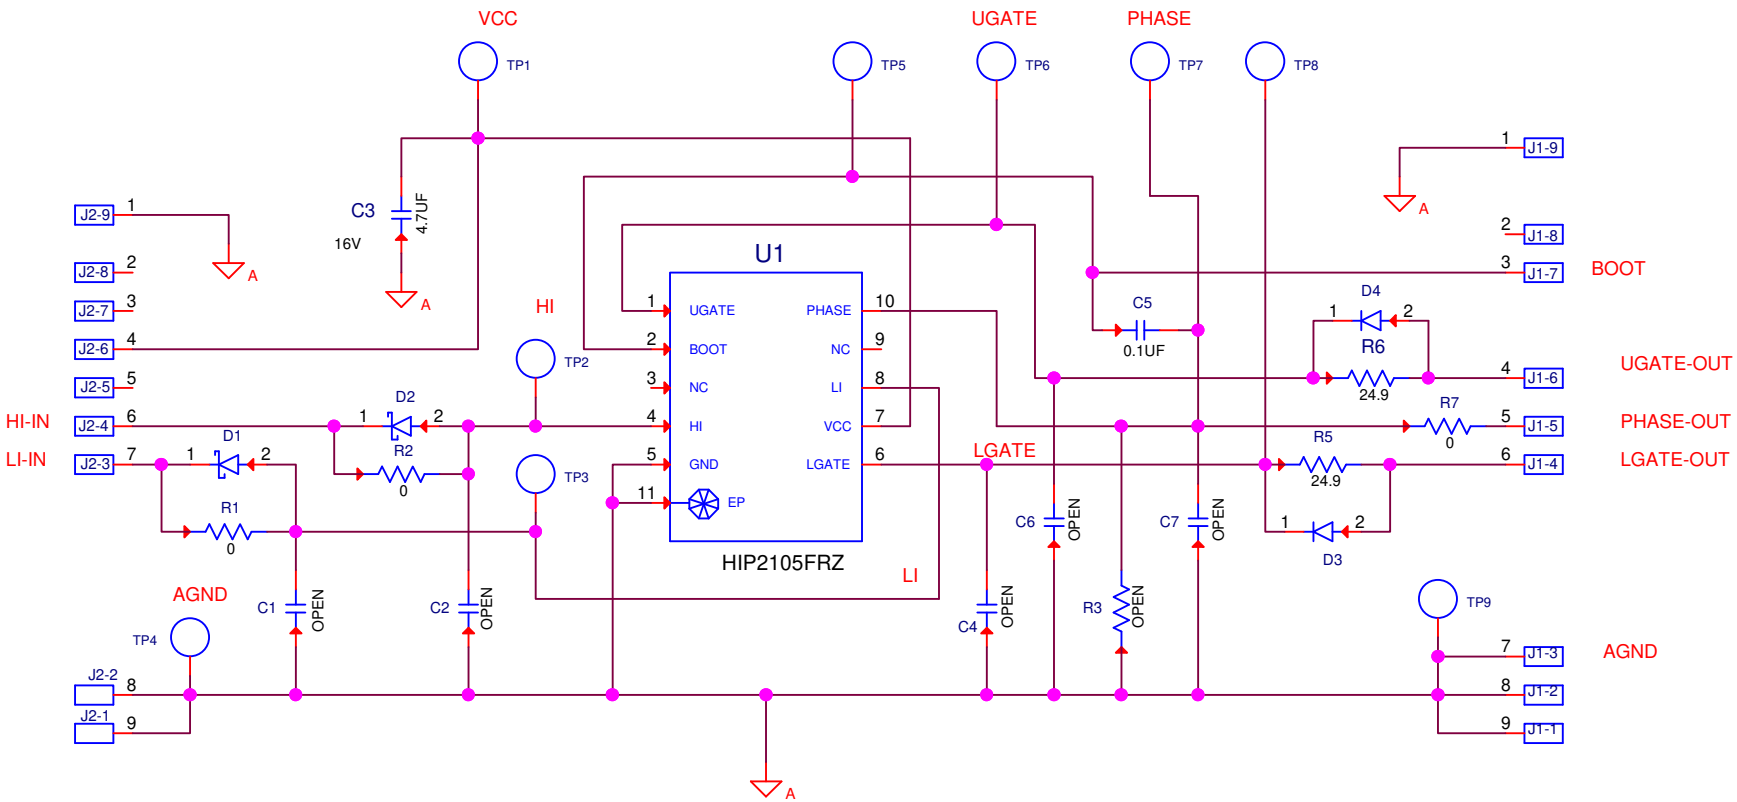 VCC
UGATE
PHASE
TP1
TP5
TP6
TP7
TP8
J2-9
1
A
J2-8
2
J2-7
3
J2-6
4
J2-5
5
HI-IN
J2-4
6
LI-IN
J2-3
7
C3
4.7UF
16V
A
HI
TP2
D2
1
2
R2
0
D1
1
2
R1
0
TP3
U1
1
UGATE
2
BOOT
3
NC
4
HI
5
GND
11
EP
PHASE
10
NC
9
LI
8
VCC
7
LGATE
6
HIP2105FRZ
LI
LGATE
C5
0.1UF
1
J1-9
A
2
J1-8
3
J1-7
BOOT
D4
1
2
R6
24.9
4
J1-6
UGATE-OUT
R7
0
5
J1-5
PHASE-OUT
R5
24.9
6
J1-4
LGATE-OUT
1
2
D3
C6
OPEN
C7
OPEN
C1
OPEN
C2
OPEN
C4
OPEN
R3
OPEN
AGND
TP4
J2-2
8
J2-1
9
TP9
7
J1-3
AGND
8
J1-2
9
J1-1
A